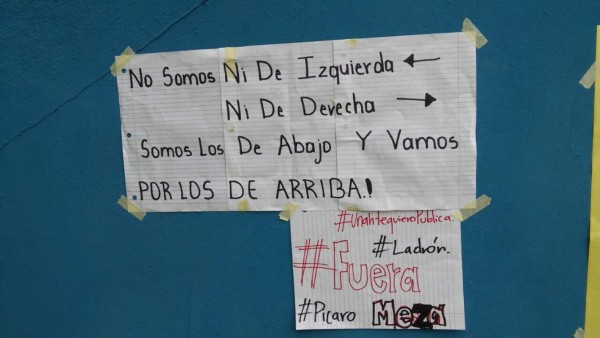 No Somos Ni De Izquierda ←
Ni De Derecha →
Somos Los De Abajo Y Vamos
POR LOS DE ARRIBA!
#UnahtequieroPublica.
#Ladrón.
#Fuera
#Picaro Meza